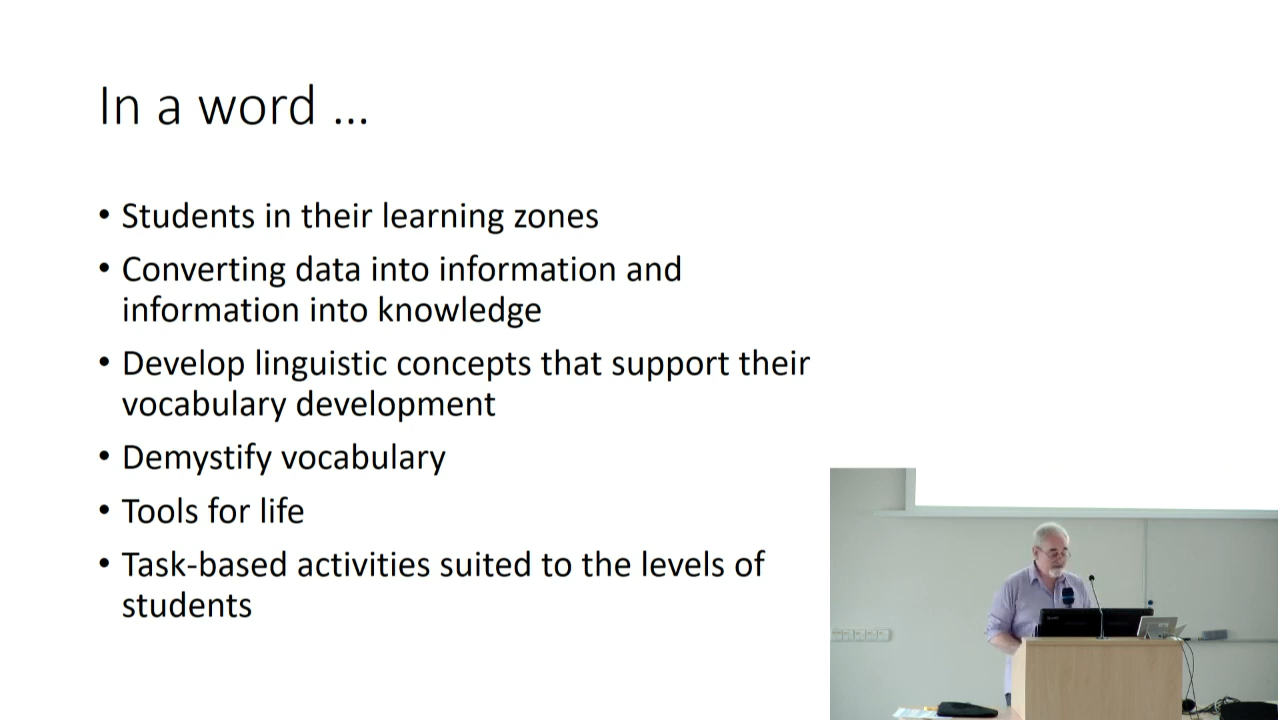 In a word ...
• Students in their learning zones
• Converting data into information and
information into knowledge
• Develop linguistic concepts that support their
vocabulary development
• Demystify vocabulary
• Tools for life
• Task-based activities suited to the levels of
students